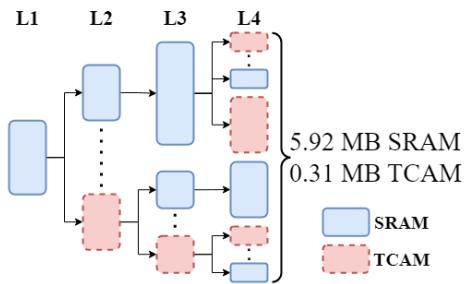 L1 L2 L3 L4
5.92 MB SRAM
0.31 MB TCAM
SRAM
TCAM